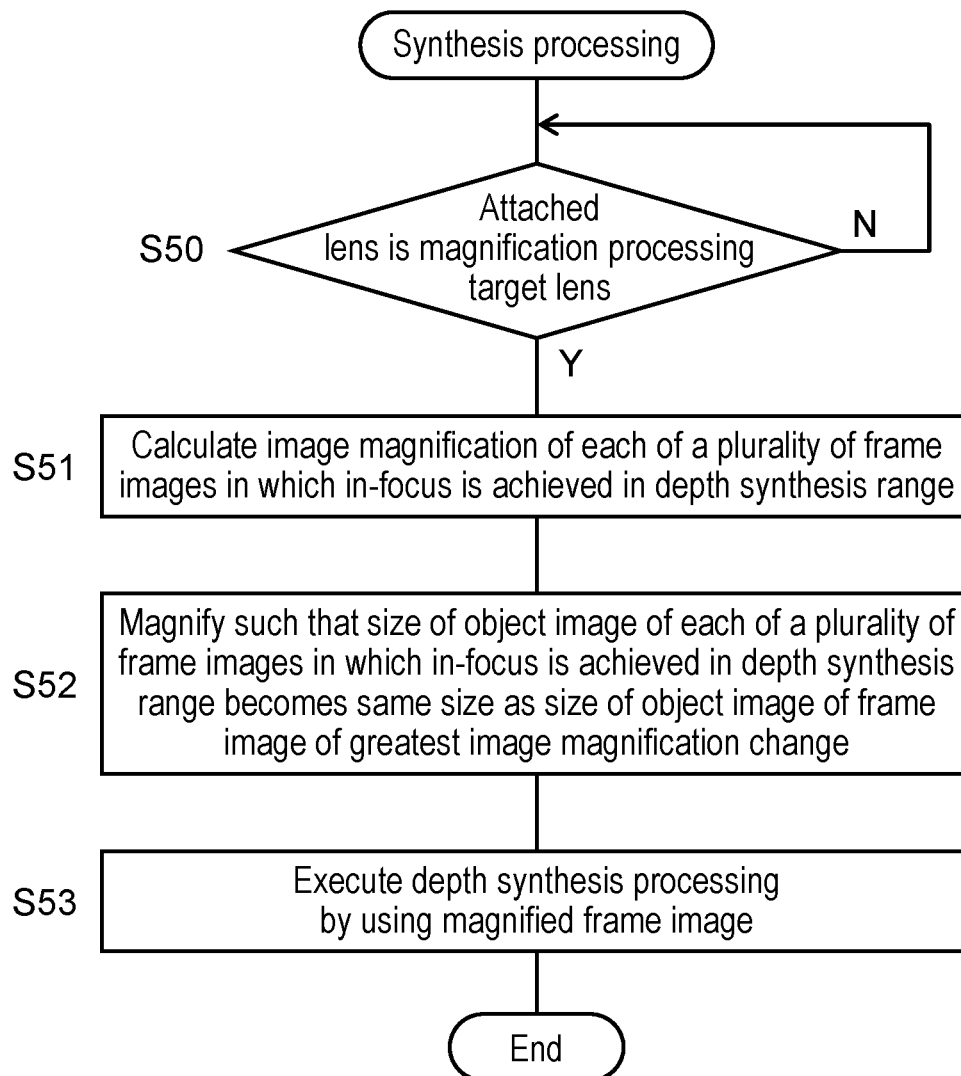 Synthesis processing
Attached
lens is magnification processing
target lens
S50
N
Y
S51
Calculate image magnification of each of a plurality of frame
images in which in-focus is achieved in depth synthesis range
S52
Magnify such that size of object image of each of a plurality of
frame images in which in-focus is achieved in depth synthesis
range becomes same size as size of object image of frame
image of greatest image magnification change
S53
Execute depth synthesis processing
by using magnified frame image
End